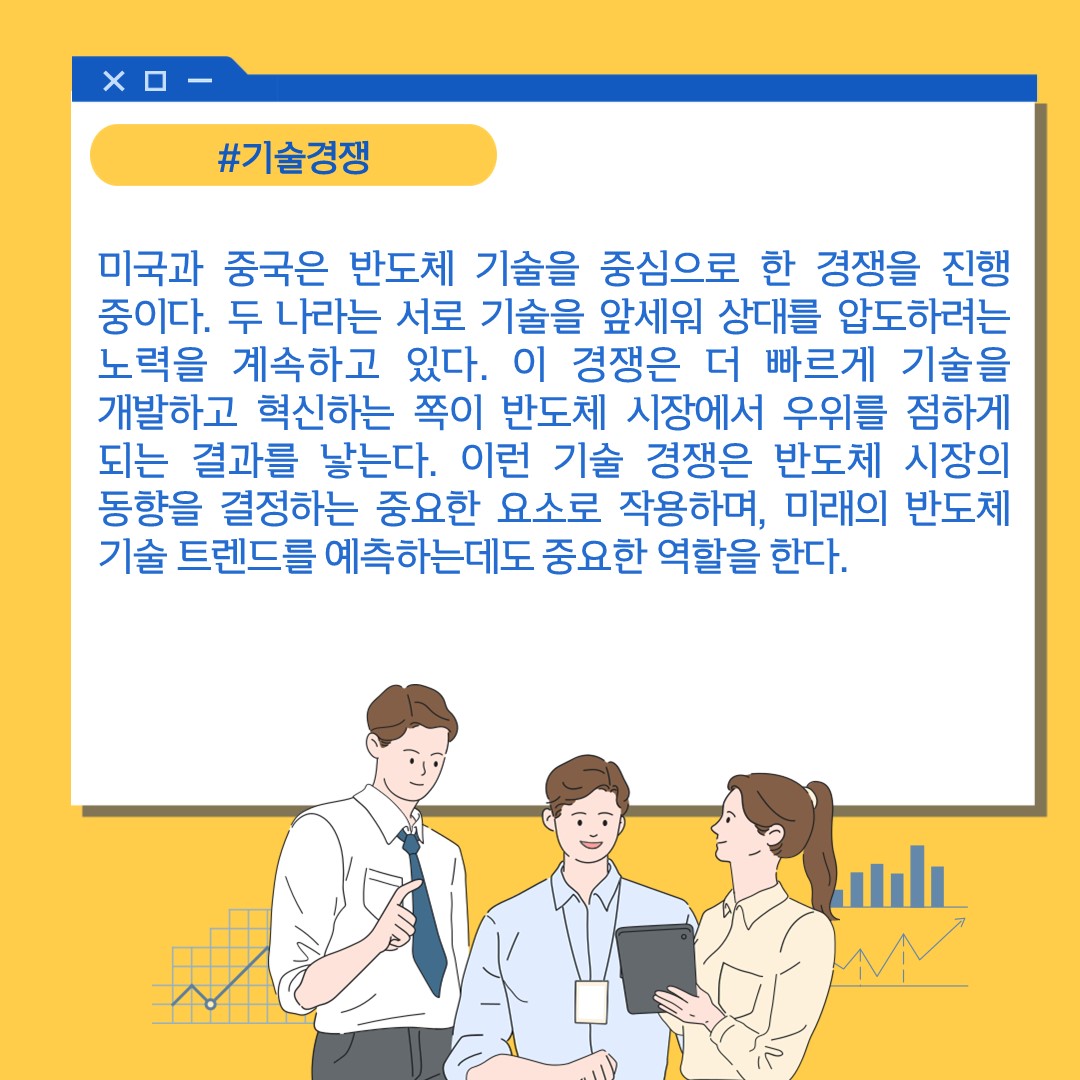 #기술경쟁
미국과 중국은 반도체 기술을 중심으로 한 경쟁을 진행
중이다. 두 나라는 서로 기술을 앞세워 상대를 압도하려는
노력을 계속하고 있다. 이 경쟁은 더 빠르게 기술을
개발하고 혁신하는 쪽이 반도체 시장에서 우위를 점하게
되는 결과를 낳는다. 이런 기술 경쟁은 반도체 시장의
동향을 결정하는 중요한 요소로 작용하며, 미래의 반도체
기술 트렌드를 예측하는데도 중요한 역할을 한다.